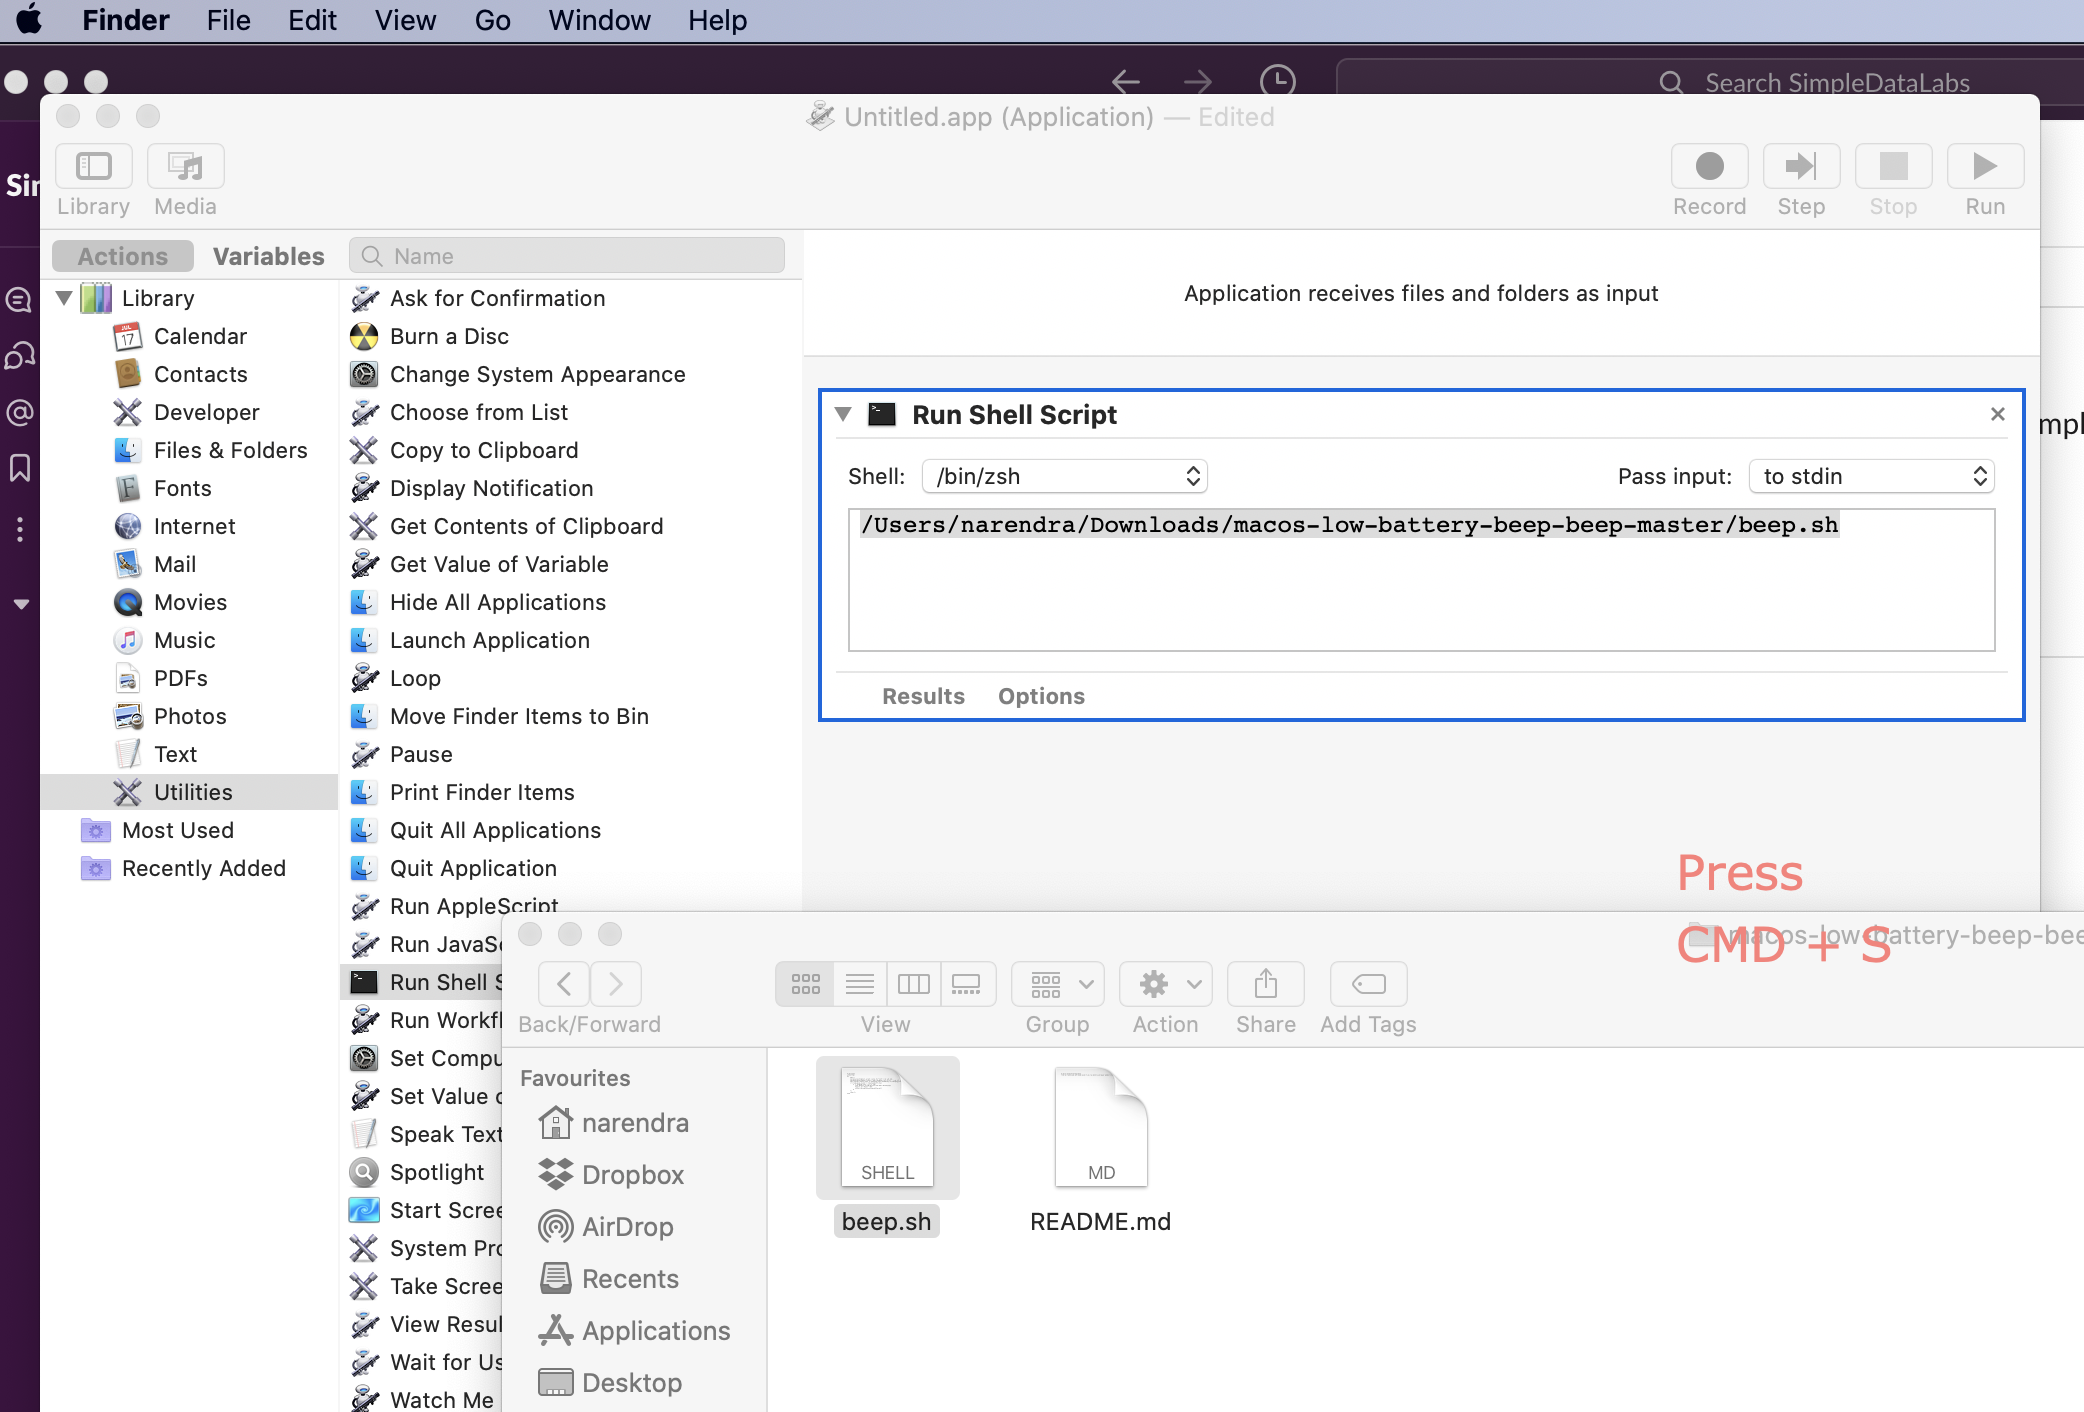 Finder File Edit View Go Window Help
Search SimpleDataLabs
Untitled.app (Application) — Edited
Library Media
Record Step Stop Run
Actions Variables Name
Library
Calendar
JUL
17
Contacts
Developer
Files & Folders
Fonts
Internet
Mail
Movies
Music
PDFs
Photos
Text
Utilities
Most Used
Recently Added
Ask for Confirmation
Burn a Disc
Change System Appearance
Choose from List
Copy to Clipboard
Display Notification
Get Contents of Clipboard
Get Value of Variable
Hide All Applications
Launch Application
Loop
Move Finder Items to Bin
Pause
Print Finder Items
Quit All Applications
Quit Application
Run AppleScript
Run JavaSc
Run Shell S
Run Workfl
Set Compu
Set Value o
Speak Text
Spotlight
Start Scree
System Pro
Take Scree
View Resul
Wait for Us
Watch Me
Application receives files and folders as input
Run Shell Script
Shell: /bin/zsh Pass input: to stdin
/Users/narendra/Downloads/macos-low-battery-beep-beep-master/beep.sh
Results Options
Press
CMD + S
macos-low-battery-beep-bee
Back/Forward View Group Action Share Add Tags
Favourites
narendra
Dropbox
AirDrop
Recents
Applications
Desktop
SHELL
beep.sh
MD
README.md
Sir
mpl